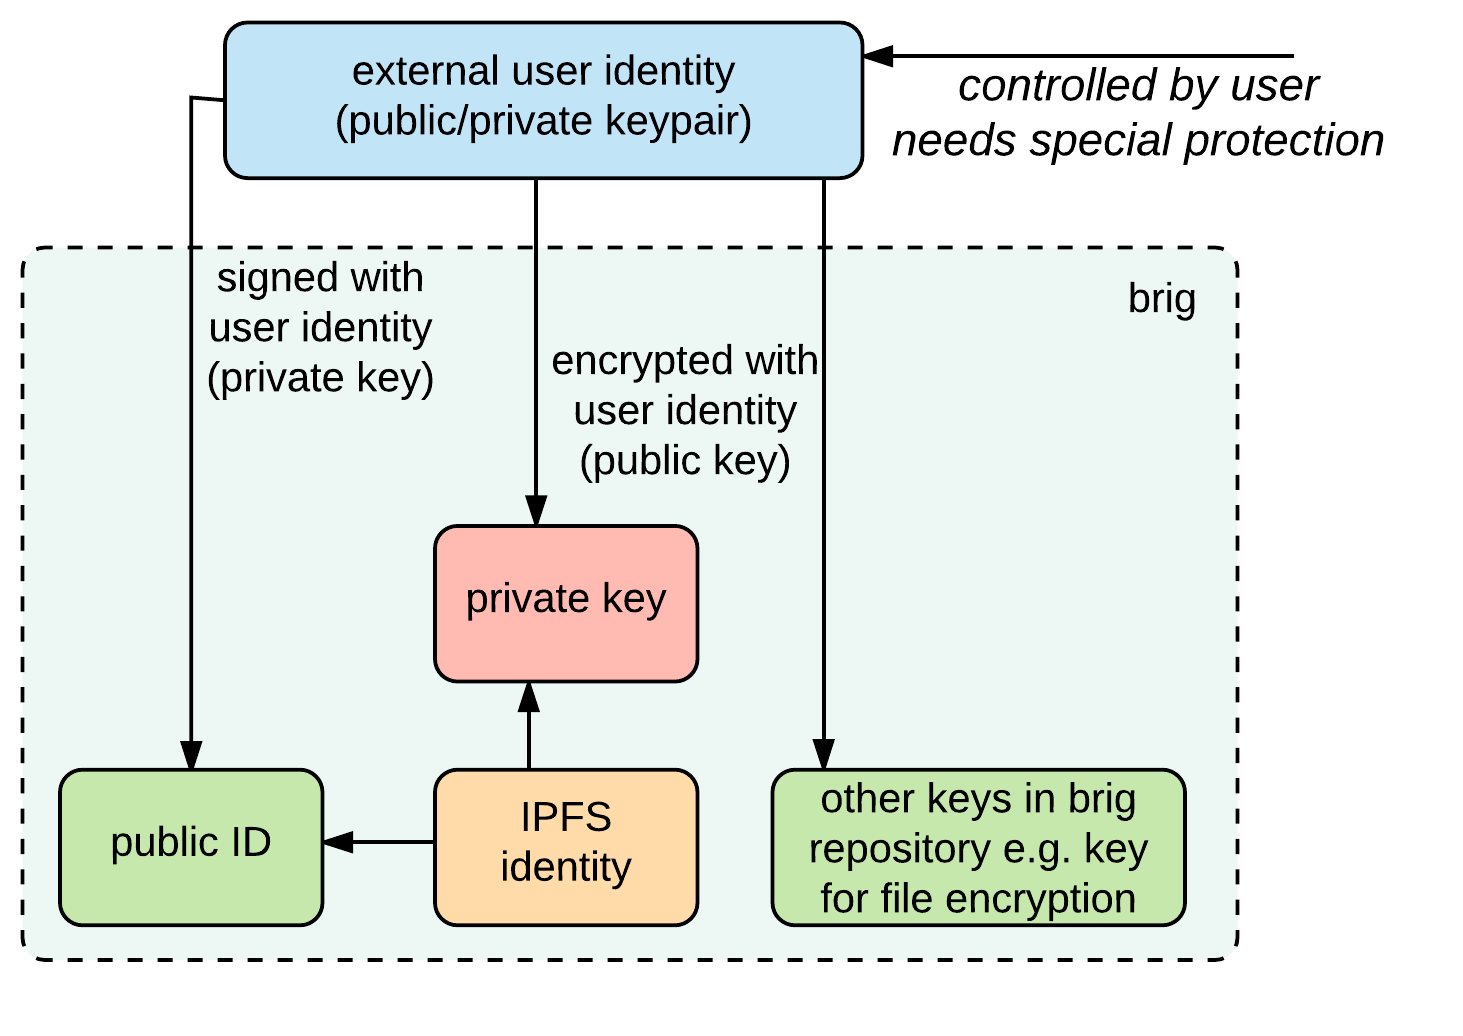 external user identity
(public/private keypair)
controlled by user
needs special protection
brig
signed with
user identity
(private key)
encrypted with
user identity
(public key)
private key
public ID
IPFS
identity
other keys in brig
repository e.g. key
for file encryption